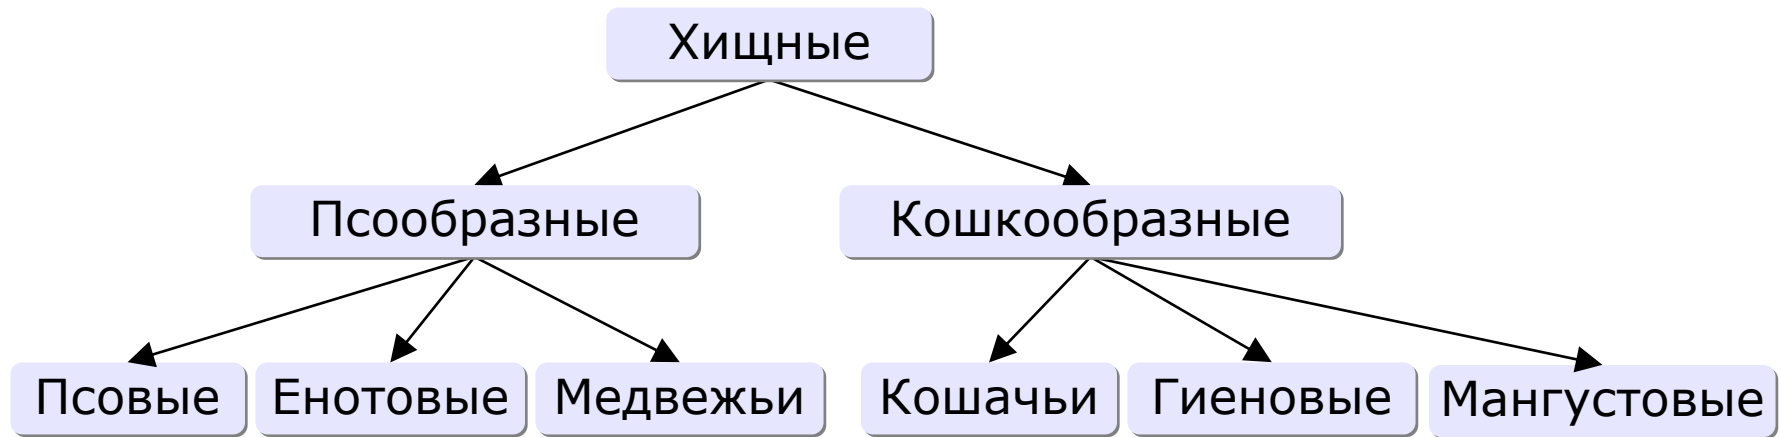 Хищные
Псообразные Кошкообразные
Псовые Енотовые Медвежьи Кошачьи Гиеновые Мангустовые